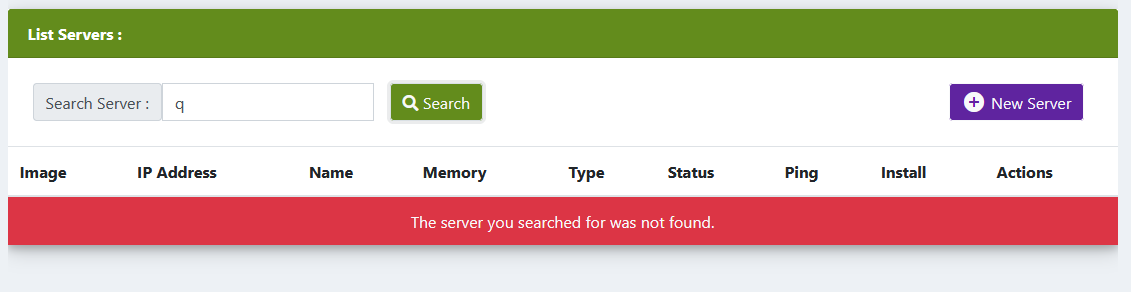 List Servers :
Search Server : q Search New Server
Image IP Address Name Memory Type Status Ping Install Actions
The server you searched for was not found.